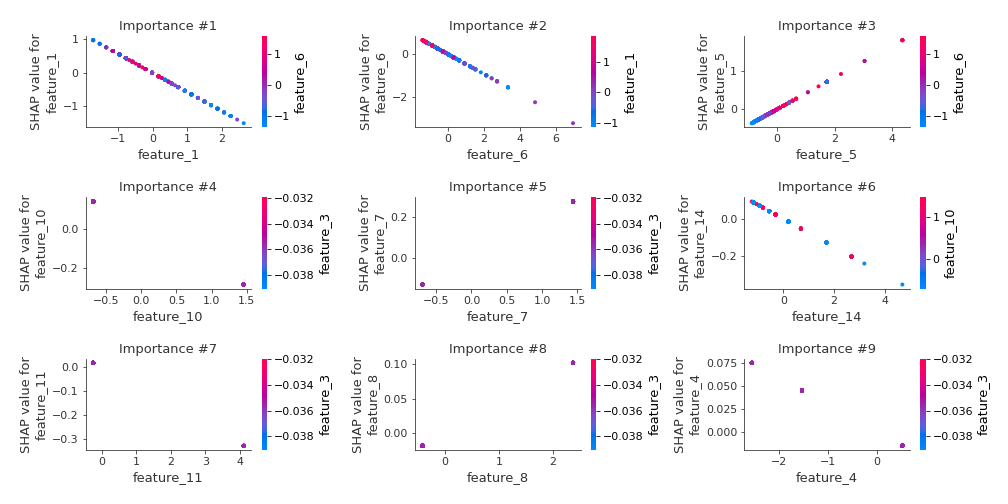 Importance #1
SHAP value for
feature_1
1
0
−1
−1
0
1
2
feature_1
1
0
−1
feature_6
Importance #2
SHAP value for
feature_6
0
−2
0
2
4
6
feature_6
1
0
−1
feature_1
Importance #3
SHAP value for
feature_5
1
0
0
2
4
feature_5
1
0
−1
feature_6
Importance #4
SHAP value for
feature_10
0.0
−0.2
−0.5
0.0
0.5
1.0
1.5
feature_10
−0.032
−0.034
−0.036
−0.038
feature_3
Importance #5
SHAP value for
feature_7
0.2
0.0
−0.5
0.0
0.5
1.0
1.5
feature_7
−0.032
−0.034
−0.036
−0.038
feature_3
Importance #6
SHAP value for
feature_14
0.0
−0.2
0
2
4
feature_14
1
0
feature_10
Importance #7
SHAP value for
feature_11
0.0
−0.1
−0.2
−0.3
0
1
2
3
4
feature_11
−0.032
−0.034
−0.036
−0.038
feature_3
Importance #8
SHAP value for
feature_8
0.10
0.05
0.00
0
1
2
feature_8
−0.032
−0.034
−0.036
−0.038
feature_3
Importance #9
SHAP value for
feature_4
0.075
0.050
0.025
0.000
−2
−1
0
feature_4
−0.032
−0.034
−0.036
−0.038
feature_3